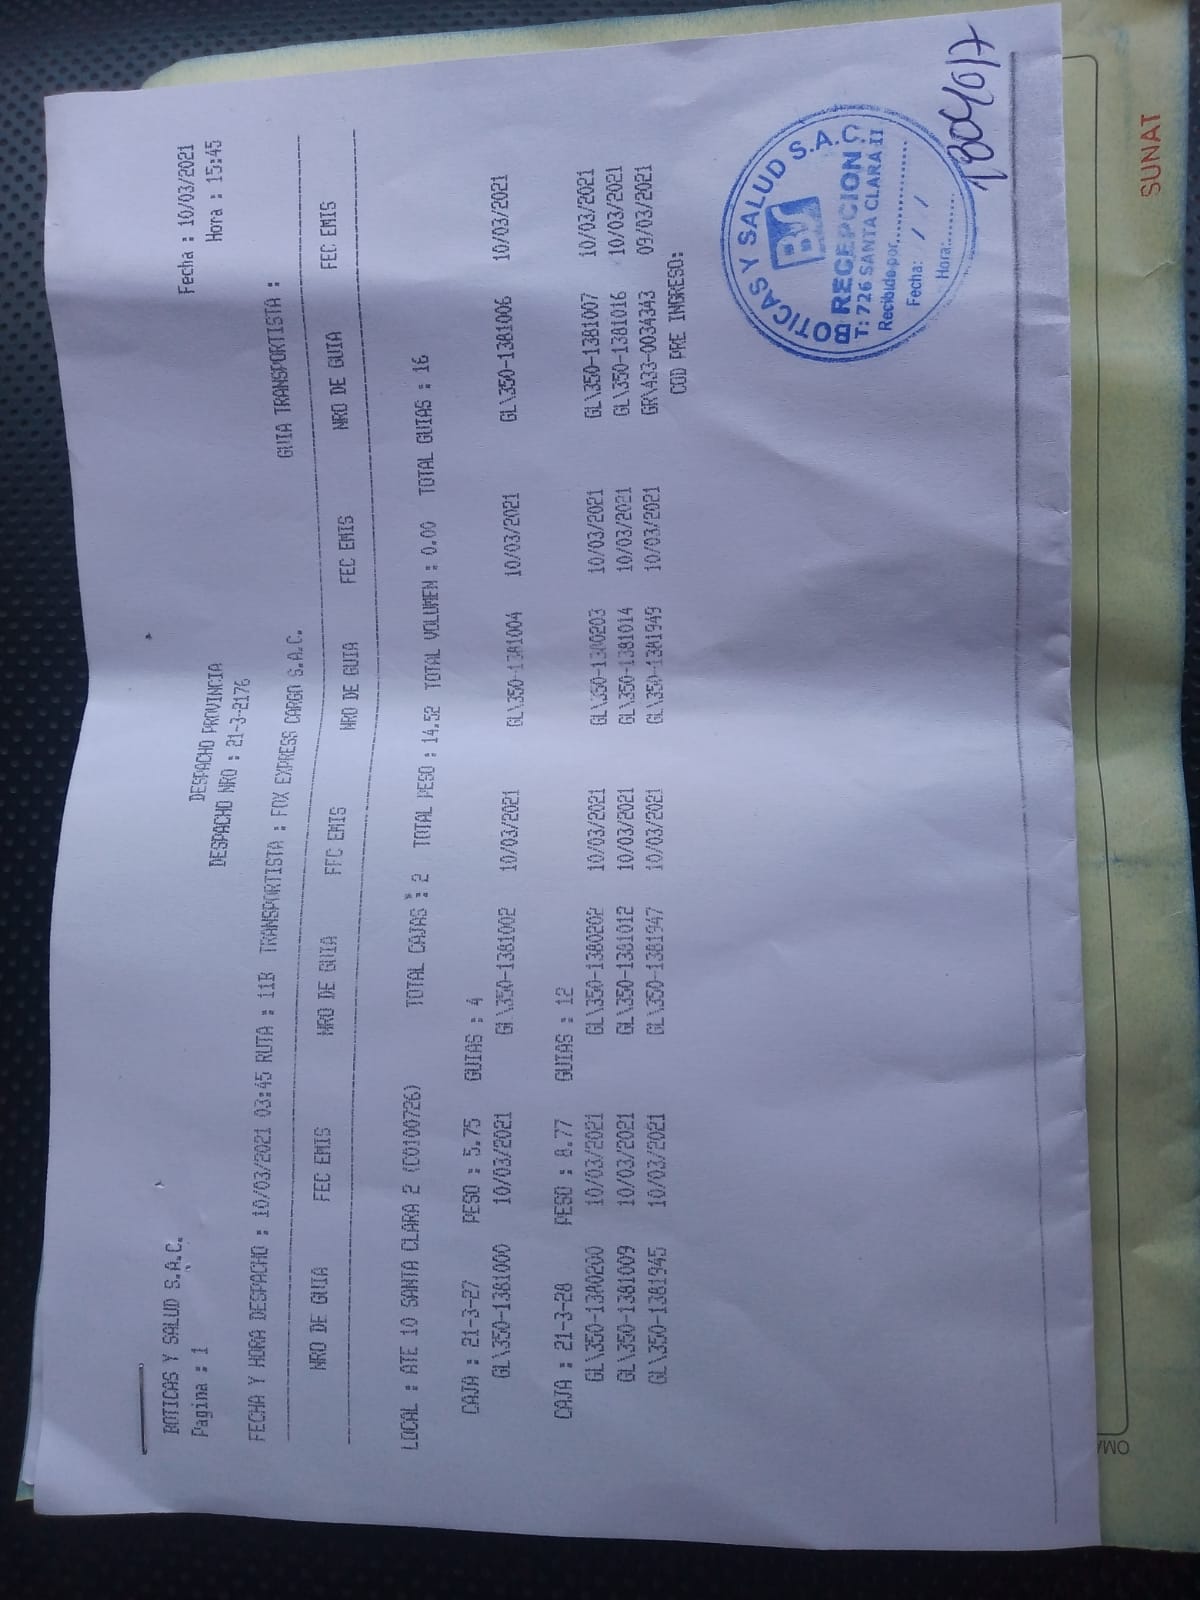 BOTICAS Y SALUD S.A.C.
Fecha : 10/03/2021
Pagina : 1
Hora : 15:45
DESPACHO PROVINCIA
DESPACHO NRO : 21-3-2176
FECHA Y HORA DESPACHO : 10/03/2021 03:45 RUTA : 11B TRANSPORTISTA : FOX EXPRESS CARGO S.A.C. GUIA TRANSPORTISTA :
NRO DE GUIA FEC EMIS NRO DE GUIA FEC EMIS NRO DE GUIA FEC EMIS NRO DE GUIA FEC EMIS
LOCAL : ATE 10 SANTA CLARA 2 (C0100726) TOTAL CAJAS : 2 TOTAL PESO : 14.52 TOTAL VOLUMEN : 0.00 TOTAL GUIAS : 16
CAJA : 21-3-27 PESO : 5.75 GUIAS : 4
GL\350-1381000 10/03/2021 GL\350-1381002 10/03/2021 GL\350-1381004 10/03/2021 GL\350-1381006 10/03/2021
CAJA : 21-3-28 PESO : 8.77 GUIAS : 12
GL\350-1380200 10/03/2021 GL\350-1380202 10/03/2021 GL\350-1380203 10/03/2021 GL\350-1381007 10/03/2021
GL\350-1381009 10/03/2021 GL\350-1381012 10/03/2021 GL\350-1381014 10/03/2021 GL\350-1381016 10/03/2021
GL\350-1381945 10/03/2021 GL\350-1381947 10/03/2021 GL\350-1381949 10/03/2021 GR\433-0034343 09/03/2021
COD PRE INGRESO:
BOTICAS Y SALUD S.A.C.
BS
RECEPCION
T: 726 SANTA CLARA II
Recibido por
Fecha: / /
Hora:
SUNAT